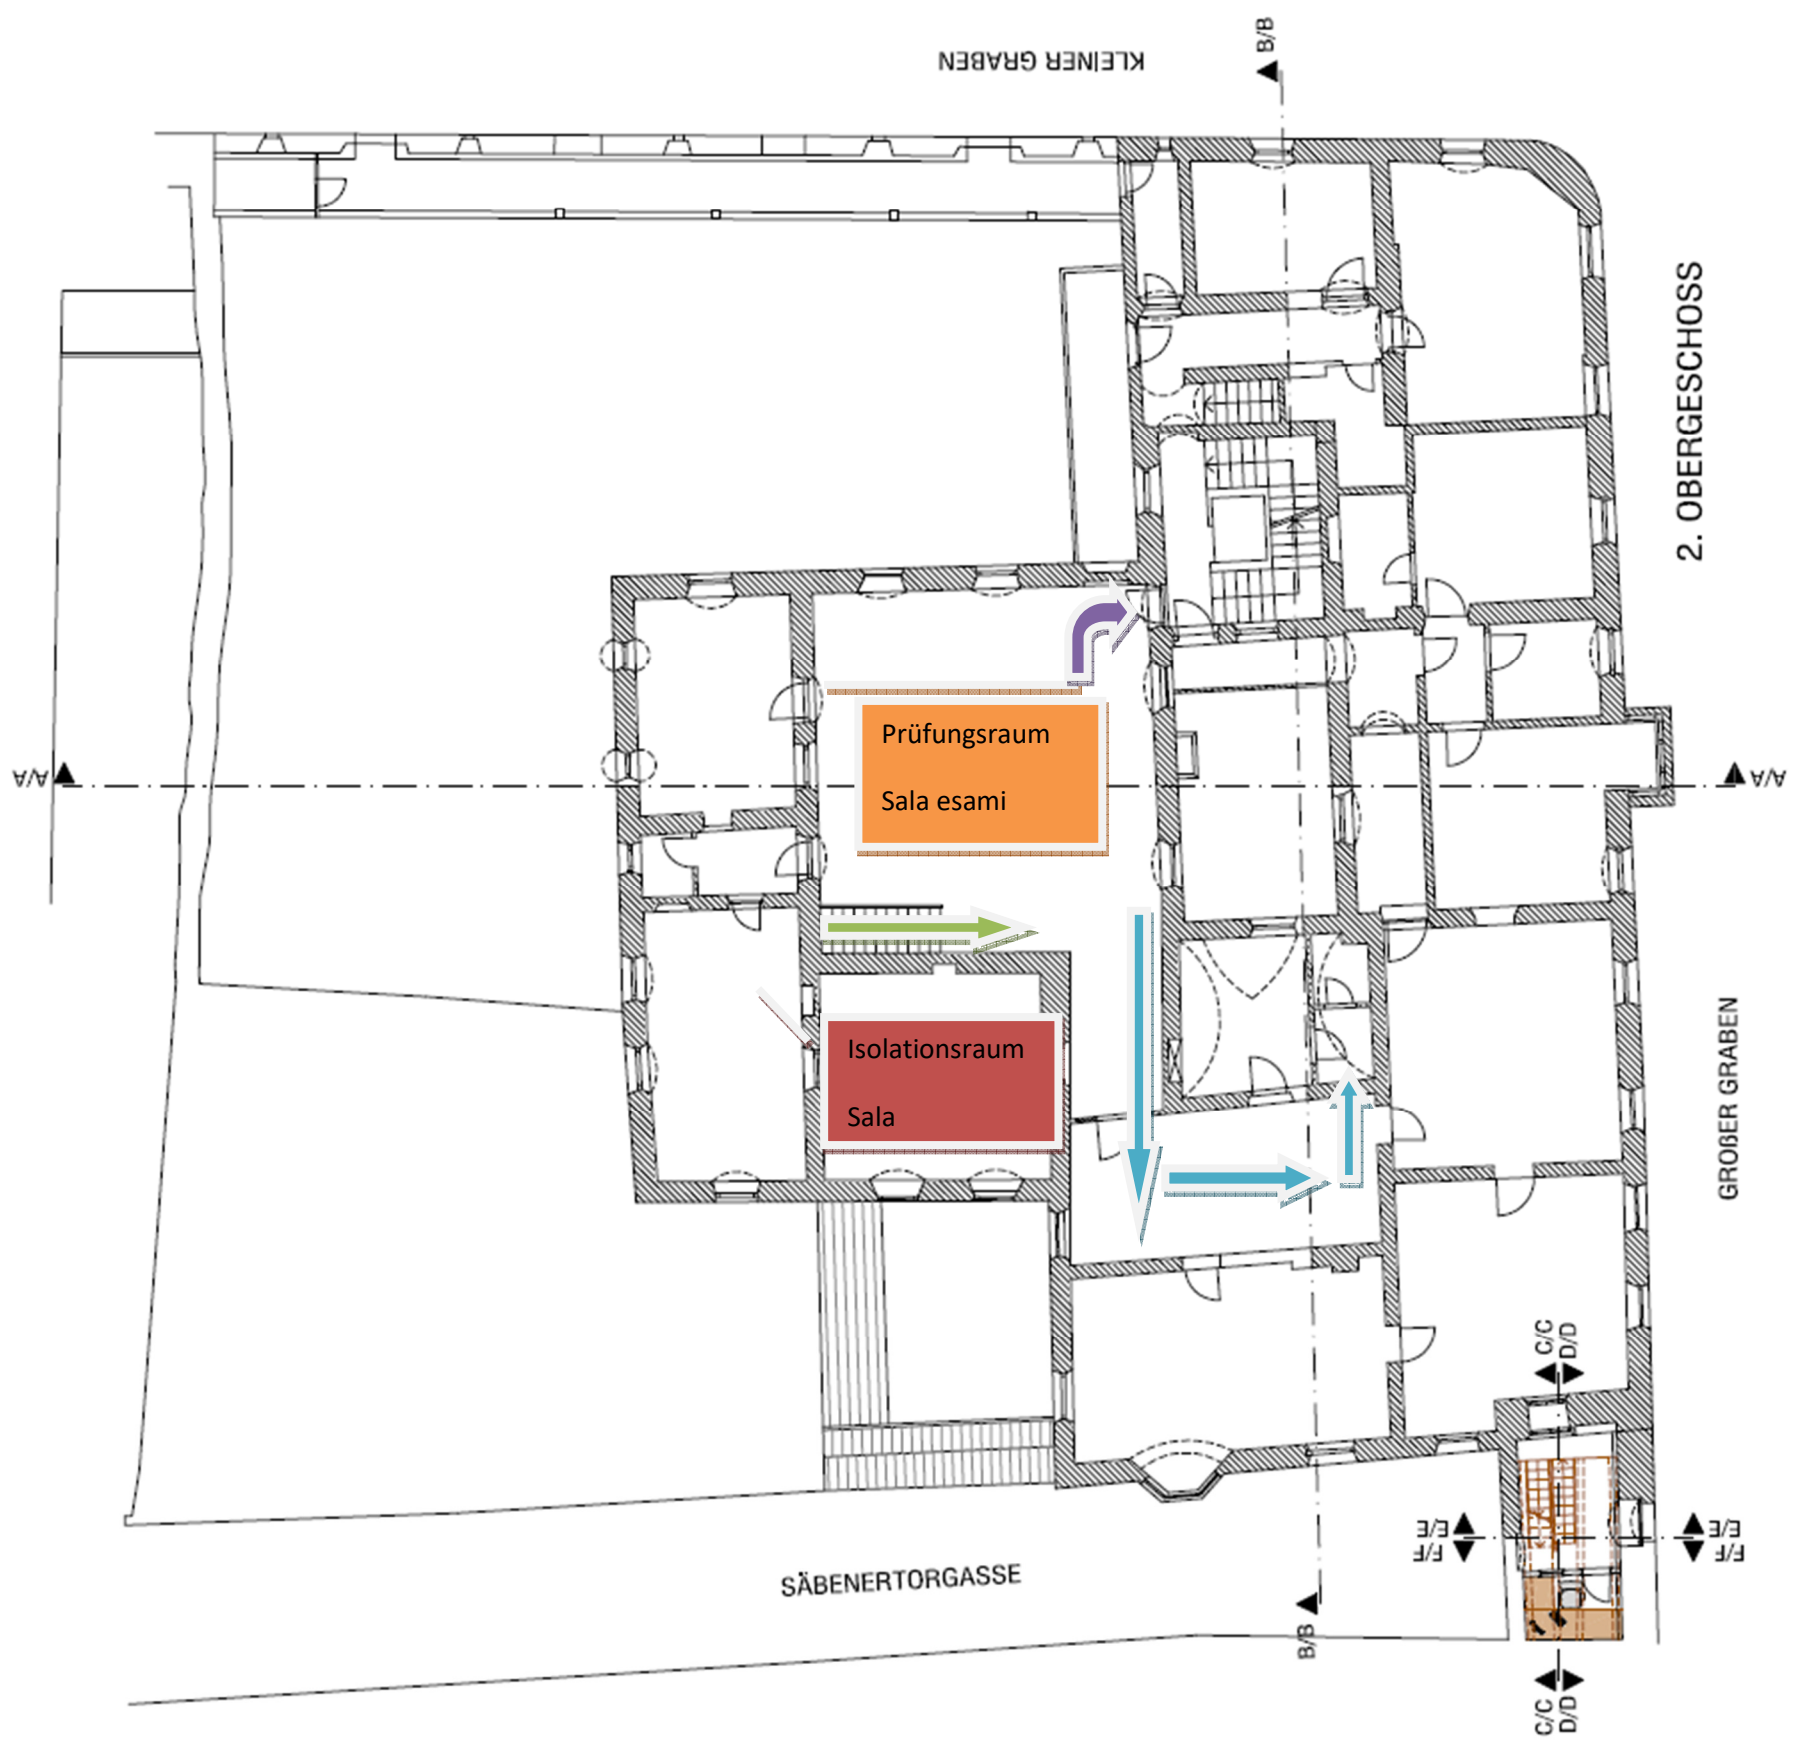 KLEINER GRABEN
B/B
2. OBERGESCHOSS
Prüfungsraum
Sala esami
A/A
A/A
Isolationsraum
Sala
GROßER GRABEN
C/C
D/D
E/E
F/F
E/E
F/F
SÄBENERTORGASSE
B/B
C/C
D/D